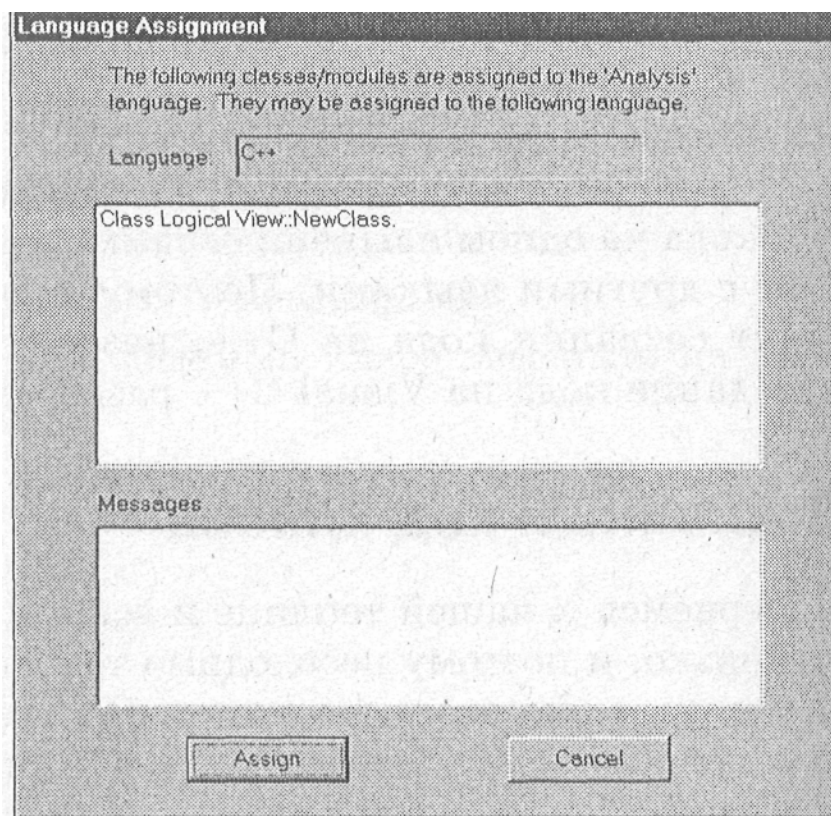 Language Assignment
The following classes/modules are assigned to the 'Analysis'
language. They may be assigned to the following language.
Language: C++
Class Logical View::NewClass.
Messages
Assign Cancel